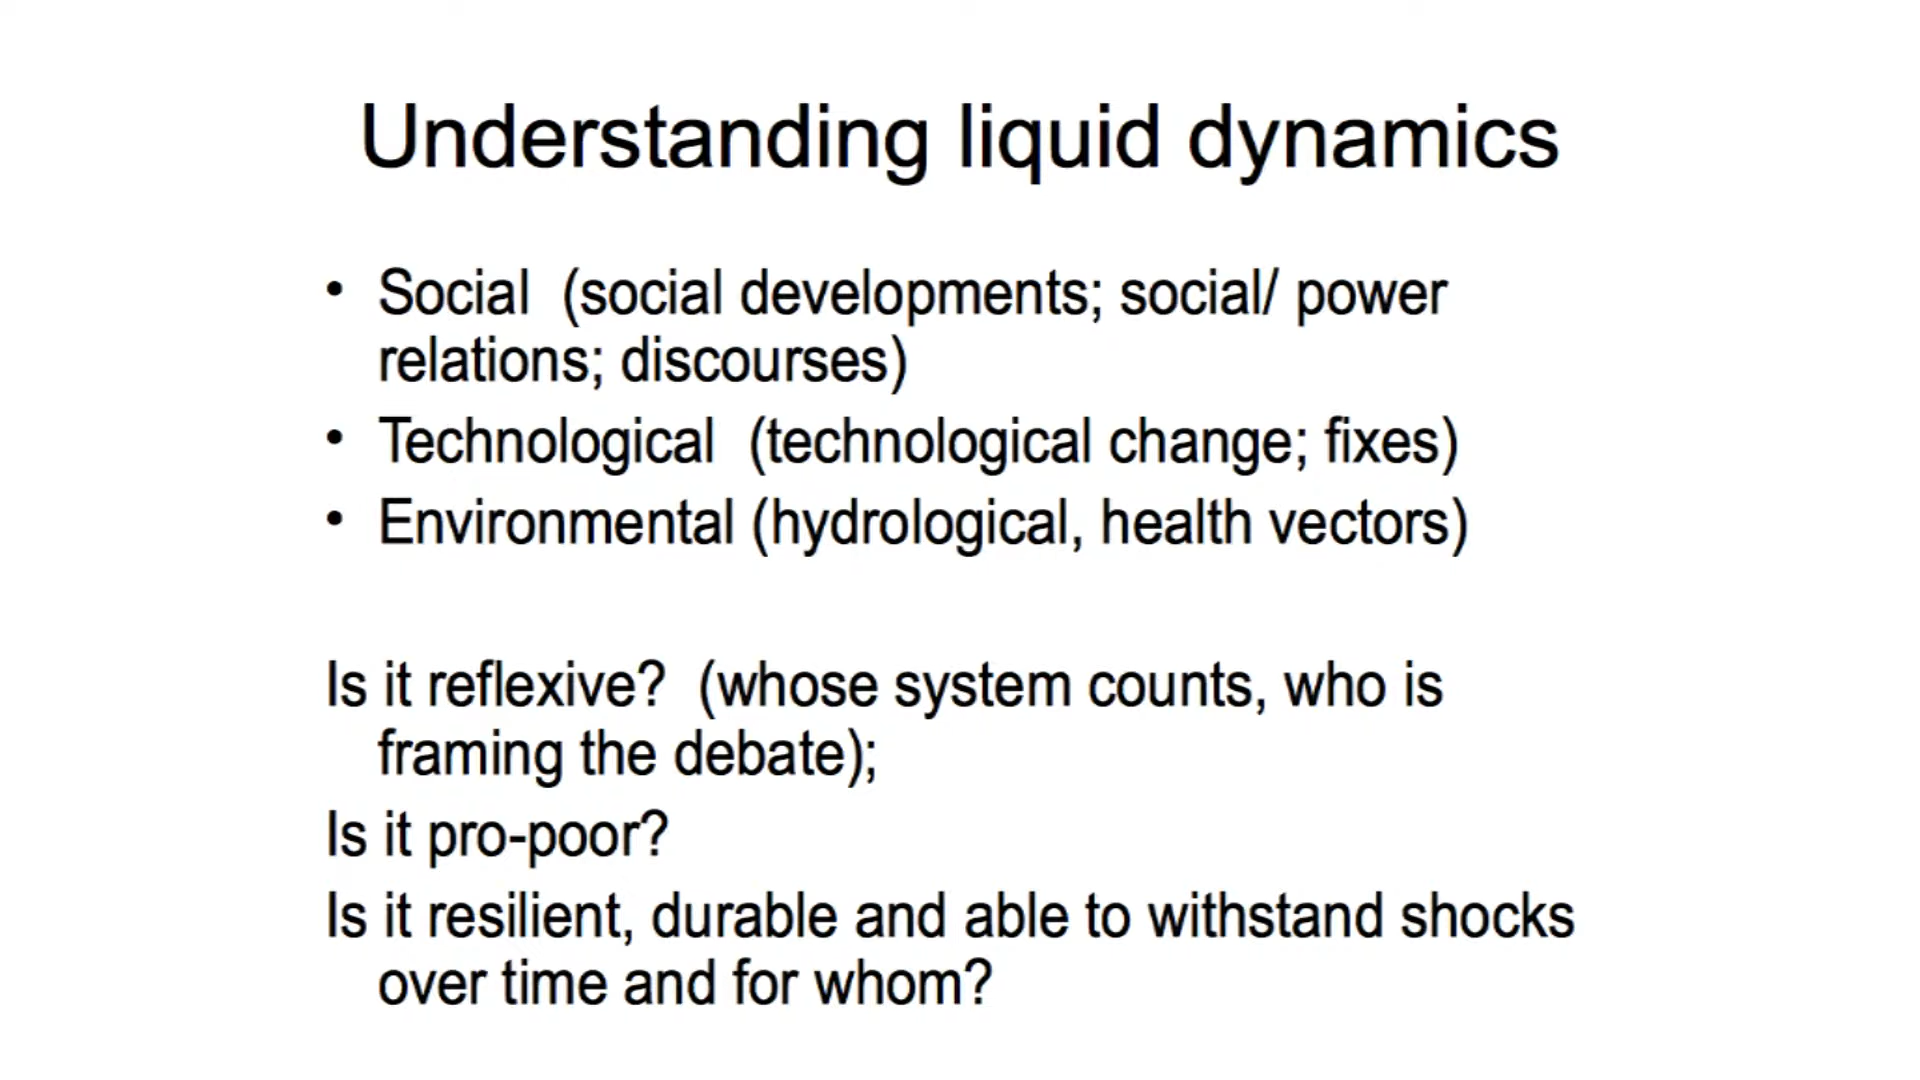 Understanding liquid dynamics
• Social  (social developments; social/ power
relations; discourses)
• Technological  (technological change; fixes)
• Environmental (hydrological, health vectors)
Is it reflexive?  (whose system counts, who is
framing the debate);
Is it pro-poor?
Is it resilient, durable and able to withstand shocks
over time and for whom?